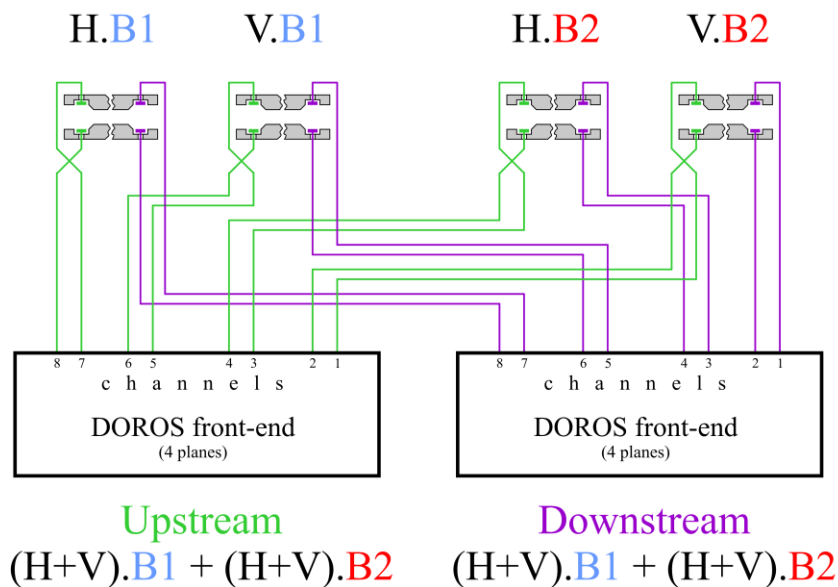 H.B1 V.B1 H.B2 V.B2
8 7 6 5 4 3 2 1 8 7 6 5 4 3 2 1
channels channels
DOROS front-end DOROS front-end
(4 planes) (4 planes)
Upstream Downstream
(H+V).B1 + (H+V).B2 (H+V).B1 + (H+V).B2